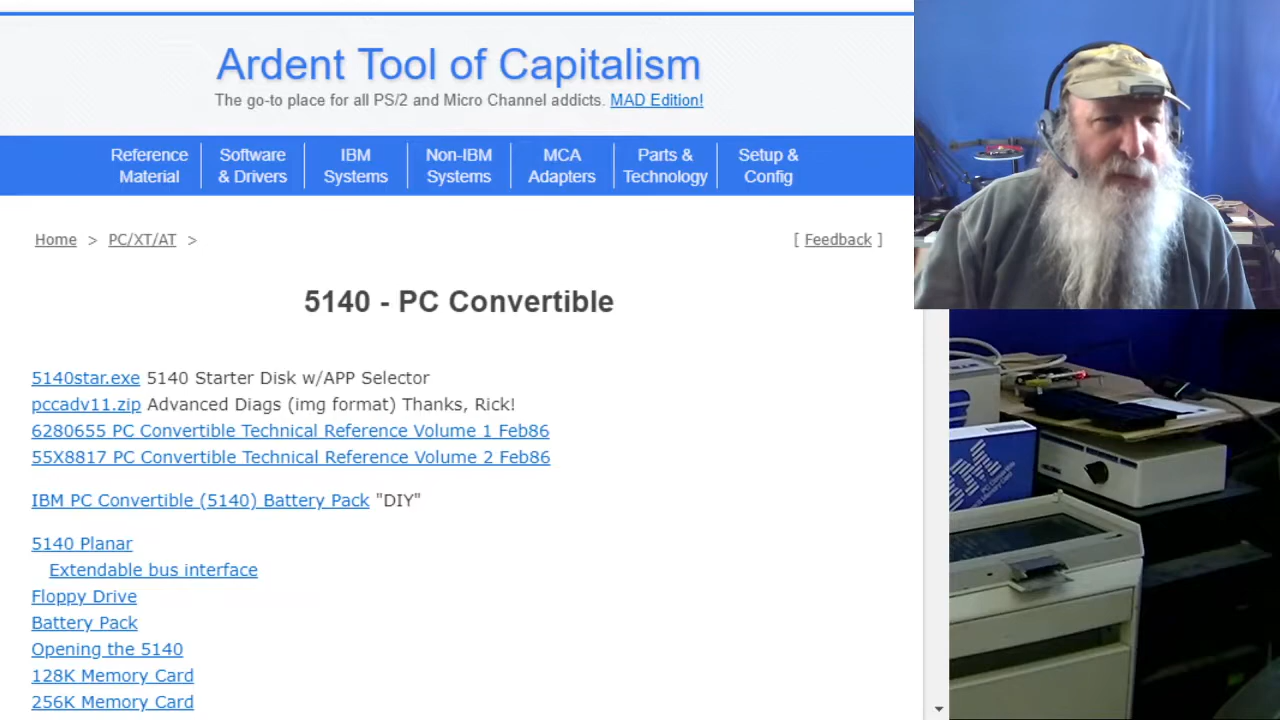 Ardent Tool of Capitalism
The go-to place for all PS/2 and Micro Channel addicts. MAD Edition!
Reference Material
Software & Drivers
IBM Systems
Non-IBM Systems
MCA Adapters
Parts & Technology
Setup & Config
Home > PC/XT/AT >
[ Feedback ]
5140 - PC Convertible
5140star.exe 5140 Starter Disk w/APP Selector
pccadv11.zip Advanced Diags (img format) Thanks, Rick!
6280655 PC Convertible Technical Reference Volume 1 Feb86
55X8817 PC Convertible Technical Reference Volume 2 Feb86
IBM PC Convertible (5140) Battery Pack "DIY"
5140 Planar
Extendable bus interface
Floppy Drive
Battery Pack
Opening the 5140
128K Memory Card
256K Memory Card
IBM